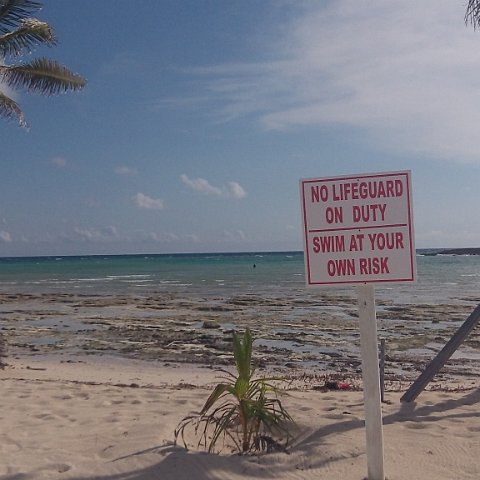 NO LIFEGUARD
ON DUTY
SWIM AT YOUR
OWN RISK